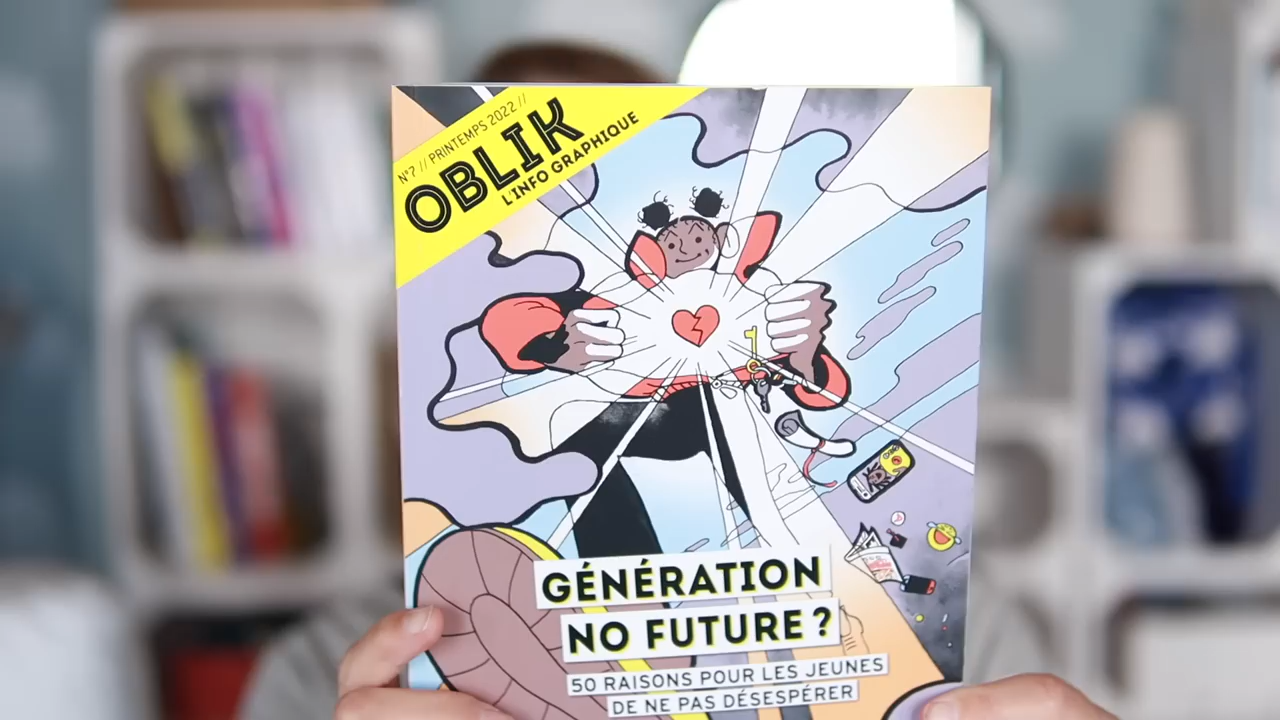 N°7 // PRINTEMPS 2022 //
OBLIK
L'INFO GRAPHIQUE
GÉNÉRATION
NO FUTURE ?
50 RAISONS POUR LES JEUNES
DE NE PAS DÉSESPÉRER